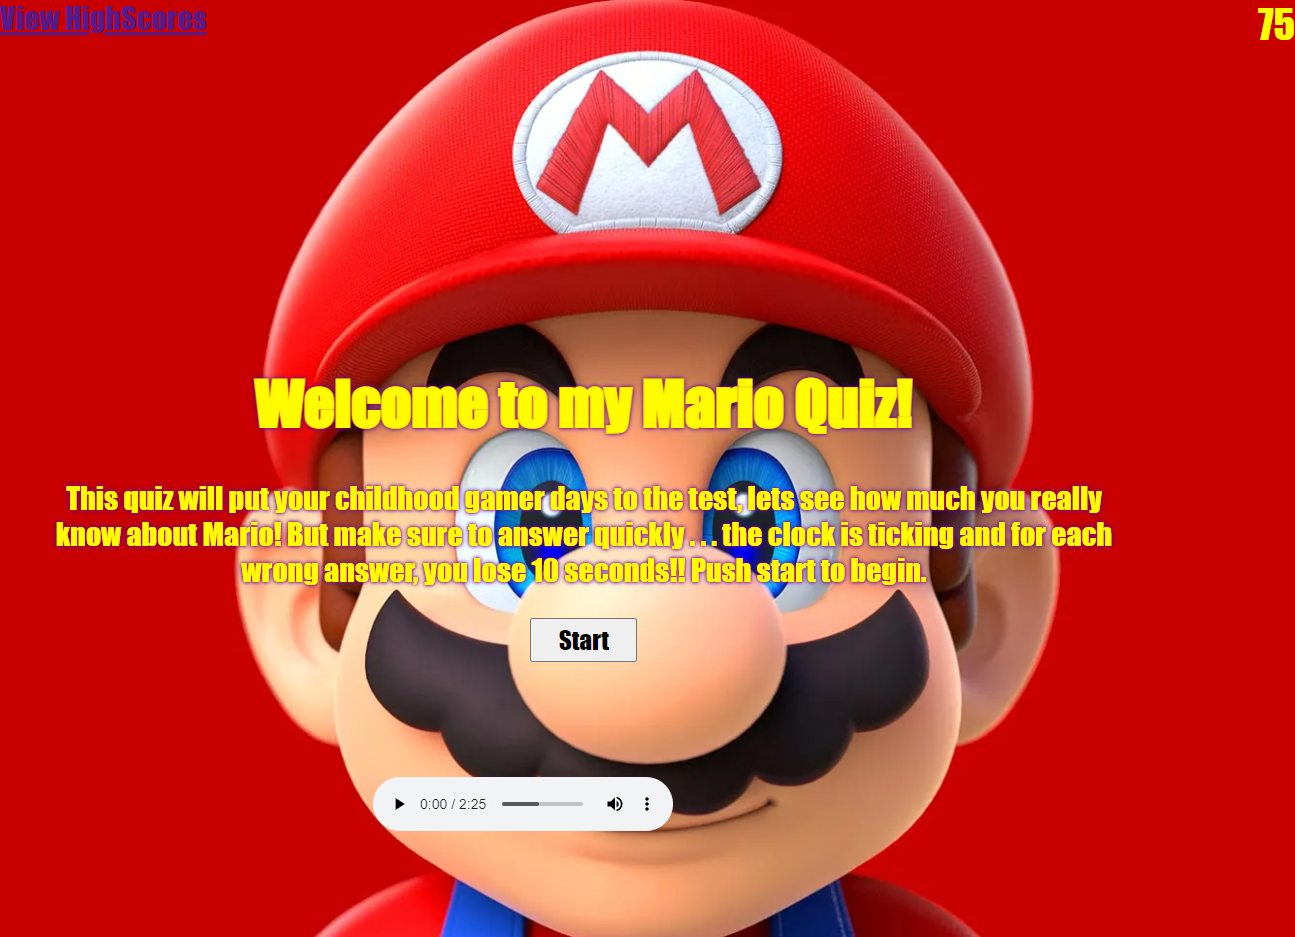 View HighScores
75
M
Welcome to my Mario Quiz!
This quiz will put your childhood gamer days to the test, lets see how much you really
know about Mario! But make sure to answer quickly . . . the clock is ticking and for each
wrong answer, you lose 10 seconds!! Push start to begin.
Start
0:00 / 2:25